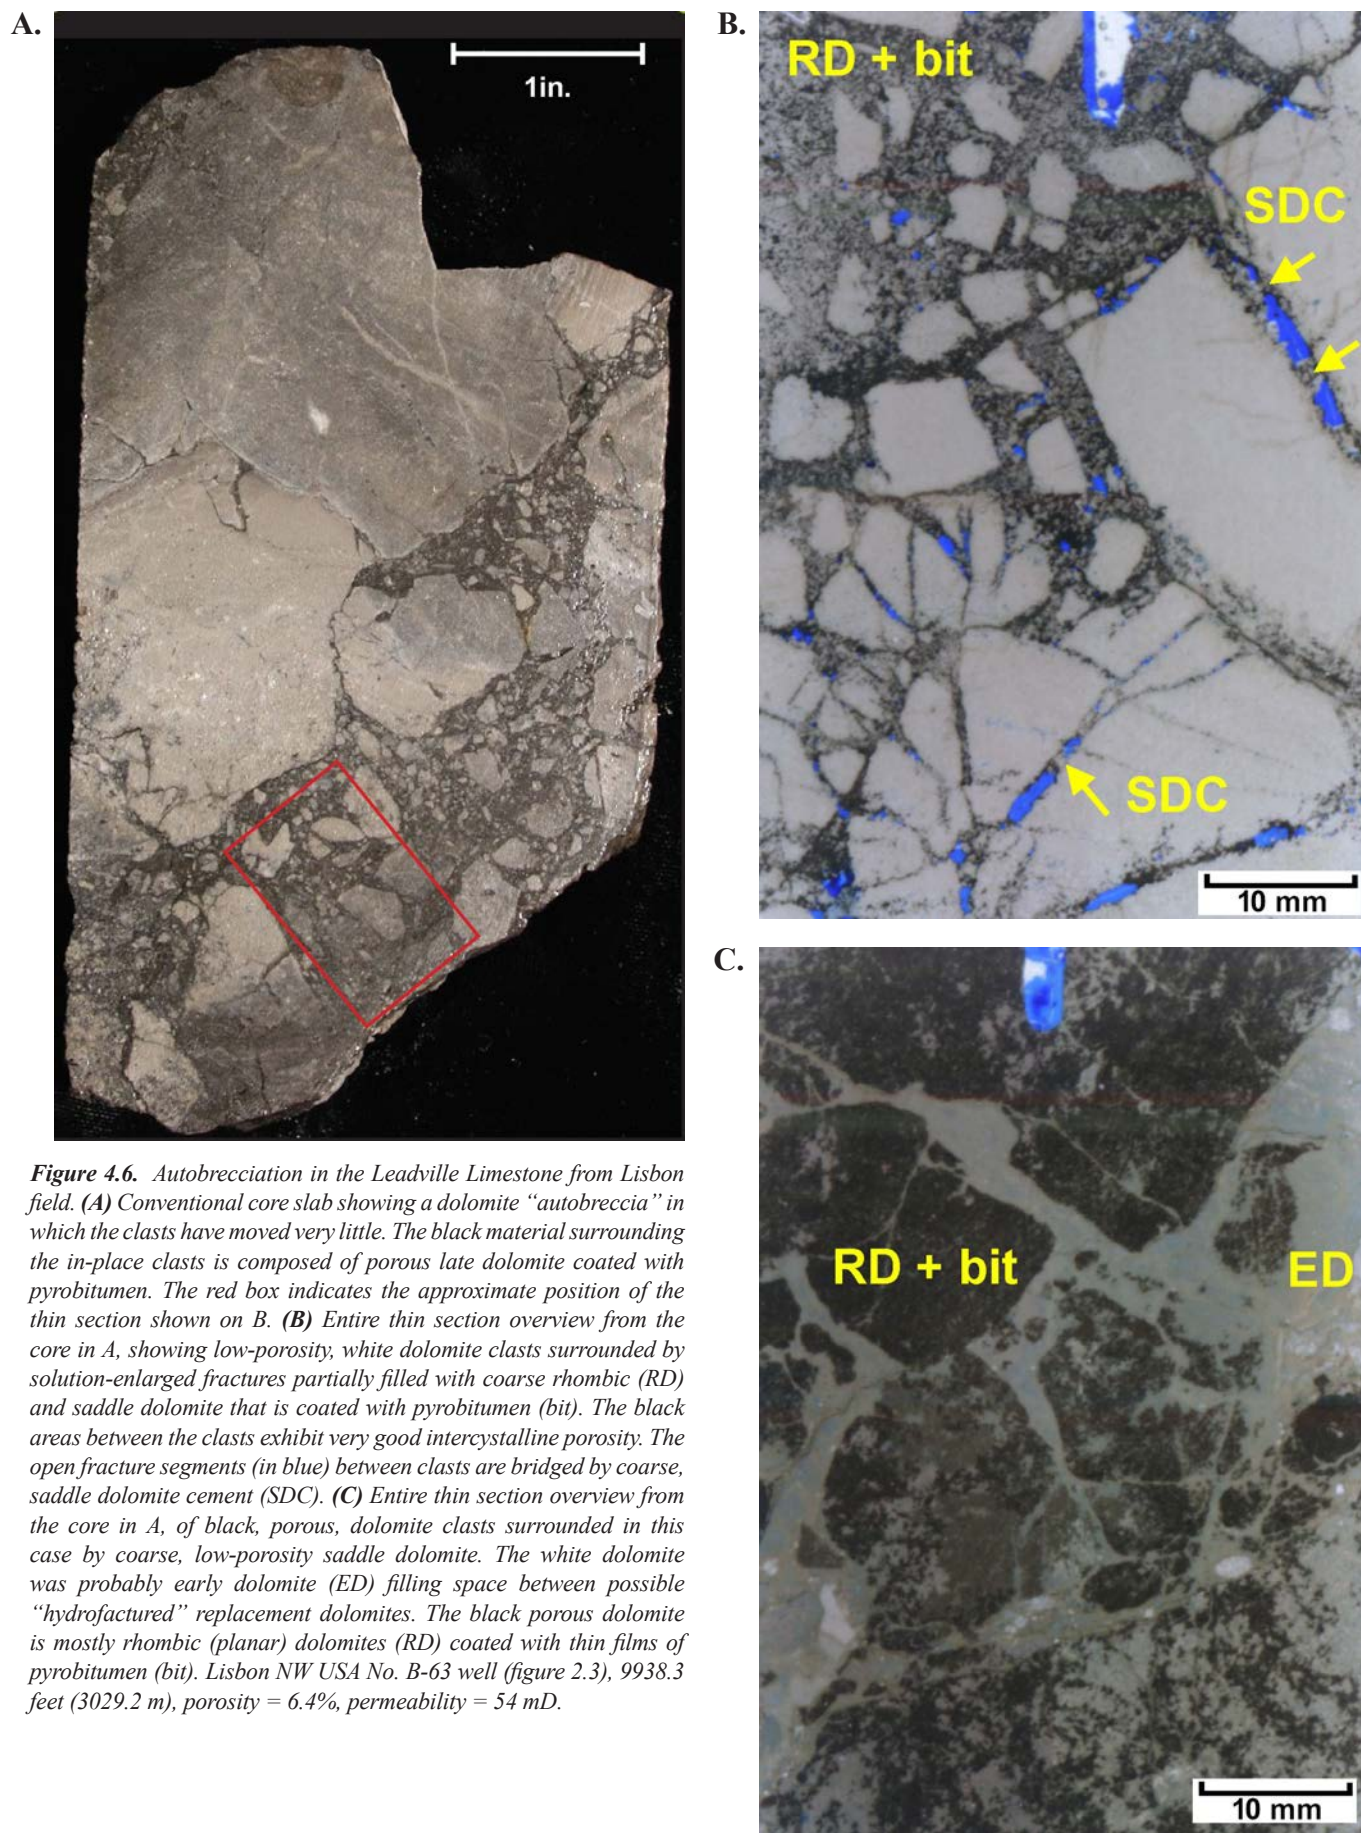 A.
1in.
B.
RD + bit
SDC
SDC
10 mm
C.
RD + bit
ED
10 mm
Figure 4.6. Autobrecciation in the Leadville Limestone from Lisbon
field. (A) Conventional core slab showing a dolomite “autobreccia” in
which the clasts have moved very little. The black material surrounding
the in-place clasts is composed of porous late dolomite coated with
pyrobitumen. The red box indicates the approximate position of the
thin section shown on B. (B) Entire thin section overview from the
core in A, showing low-porosity, white dolomite clasts surrounded by
solution-enlarged fractures partially filled with coarse rhombic (RD)
and saddle dolomite that is coated with pyrobitumen (bit). The black
areas between the clasts exhibit very good intercystalline porosity. The
open fracture segments (in blue) between clasts are bridged by coarse,
saddle dolomite cement (SDC). (C) Entire thin section overview from
the core in A, of black, porous, dolomite clasts surrounded in this
case by coarse, low-porosity saddle dolomite. The white dolomite
was probably early dolomite (ED) filling space between possible
“hydrofactured” replacement dolomites. The black porous dolomite
is mostly rhombic (planar) dolomites (RD) coated with thin films of
pyrobitumen (bit). Lisbon NW USA No. B-63 well (figure 2.3), 9938.3
feet (3029.2 m), porosity = 6.4%, permeability = 54 mD.